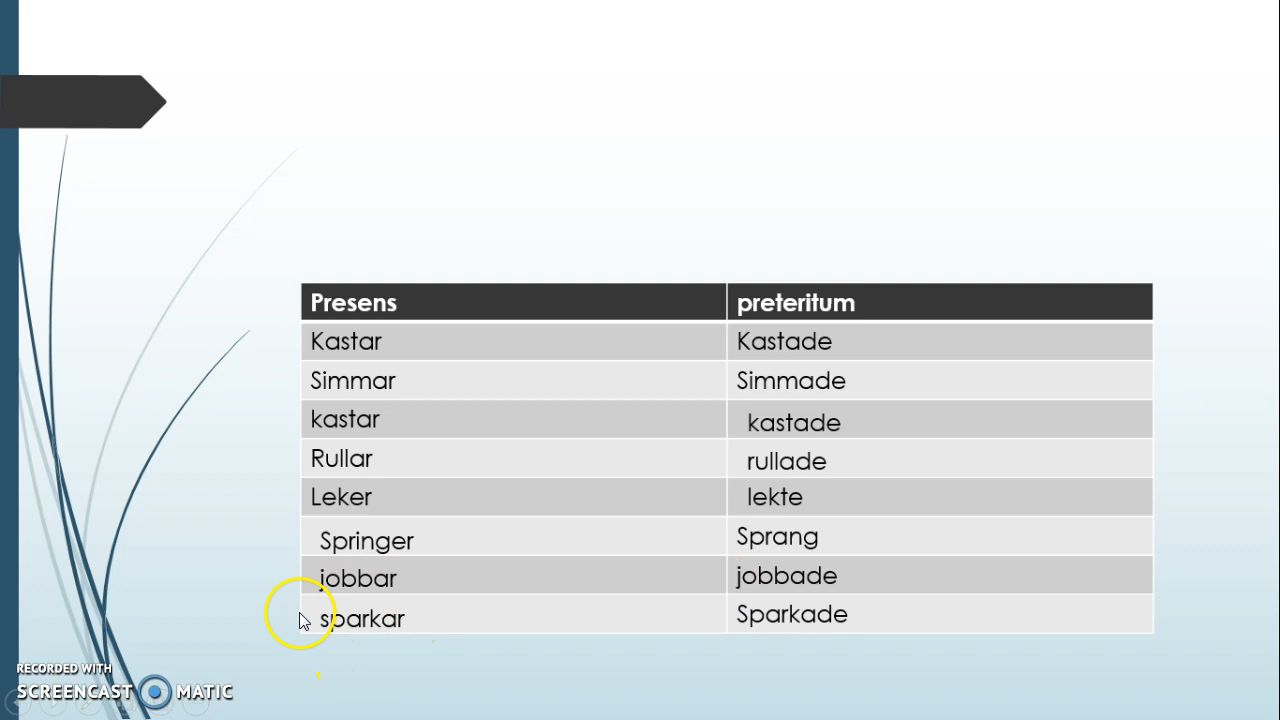 Presens preteritum
Kastar Kastade
Simmar Simmade
kastar kastade
Rullar rullade
Leker lekte
Springer Sprang
jobbar jobbade
sparkar Sparkade
RECORDED WITH
SCREENCAST MATIC